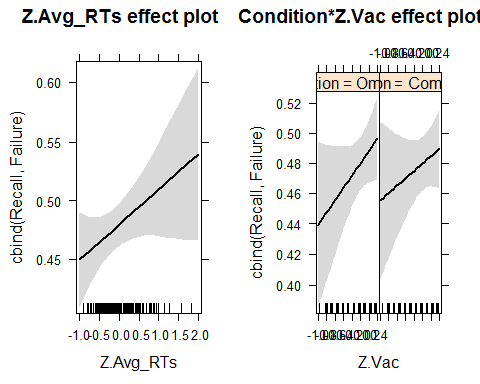 Z.Avg_RTs effect plot
cbind(Recall, Failure)
0.60
0.55
0.50
0.45
-1.0 -0.5 0.0 0.5 1.0 1.5 2.0
Z.Avg_RTs
Condition*Z.Vac effect plot
tion = Om
on = Com
cbind(Recall, Failure)
0.52
0.50
0.48
0.46
0.44
0.42
0.40
Z.Vac